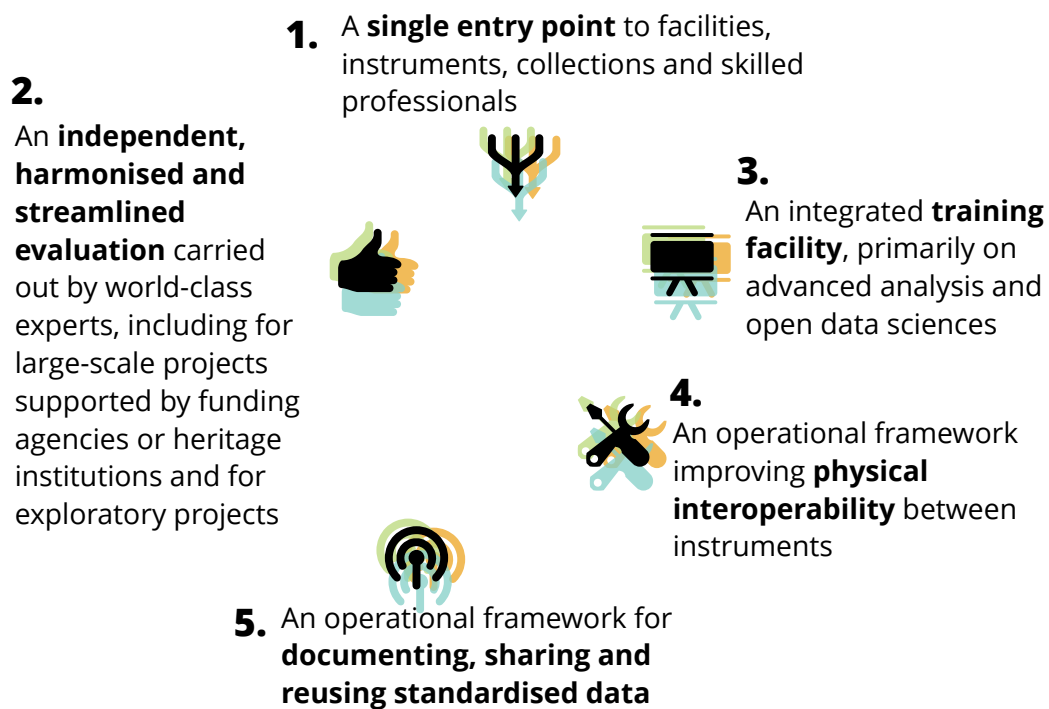 1. A single entry point to facilities,
instruments, collections and skilled
professionals
2.
An independent,
harmonised and
streamlined
evaluation carried
out by world-class
experts, including for
large-scale projects
supported by funding
agencies or heritage
institutions and for
exploratory projects
3.
An integrated training
facility, primarily on
advanced analysis and
open data sciences
4.
An operational framework
improving physical
interoperability between
instruments
5. An operational framework for
documenting, sharing and
reusing standardised data